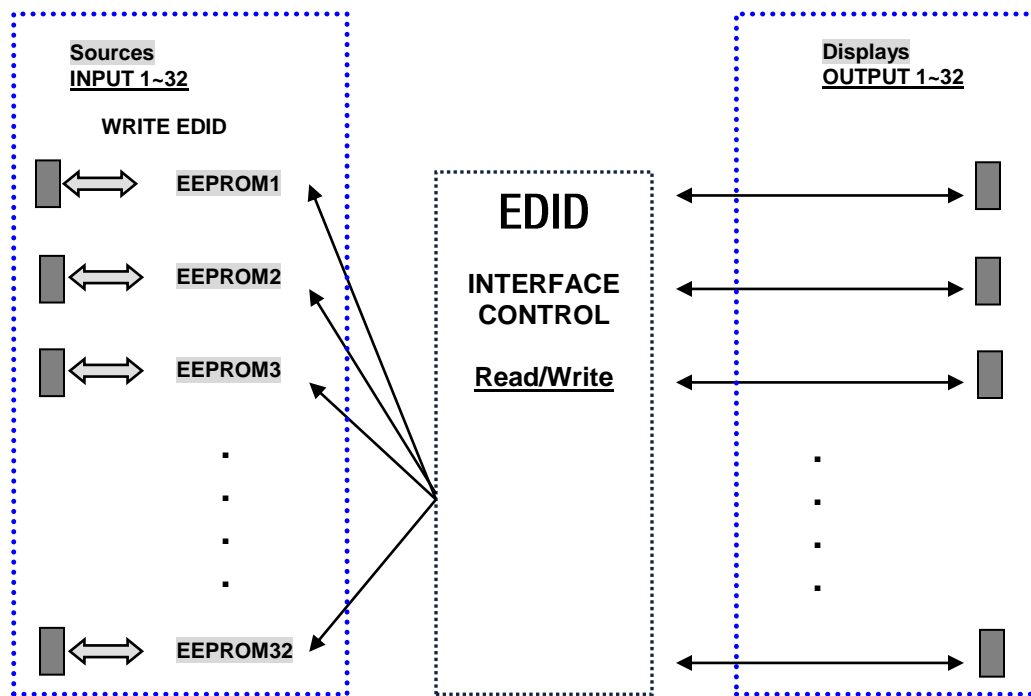 Sources
INPUT 1~32
WRITE EDID
EEPROM1
EEPROM2
EEPROM3
EEPROM32
EDID
INTERFACE
CONTROL
Read/Write
Displays
OUTPUT 1~32